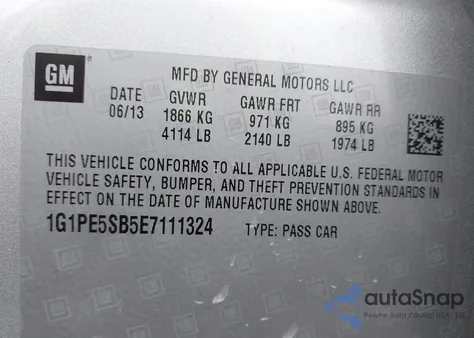 GM ®
MFD BY GENERAL MOTORS LLC
DATE GVWR GAWR FRT GAWR RR
06/13 1866 KG 971 KG 895 KG
4114 LB 2140 LB 1974 LB
THIS VEHICLE CONFORMS TO ALL APPLICABLE U.S. FEDERAL MOTOR
VEHICLE SAFETY, BUMPER, AND THEFT PREVENTION STANDARDS IN
EFFECT ON THE DATE OF MANUFACTURE SHOWN ABOVE.
1G1PE5SB5E7111324 TYPE: PASS CAR
autoSnap